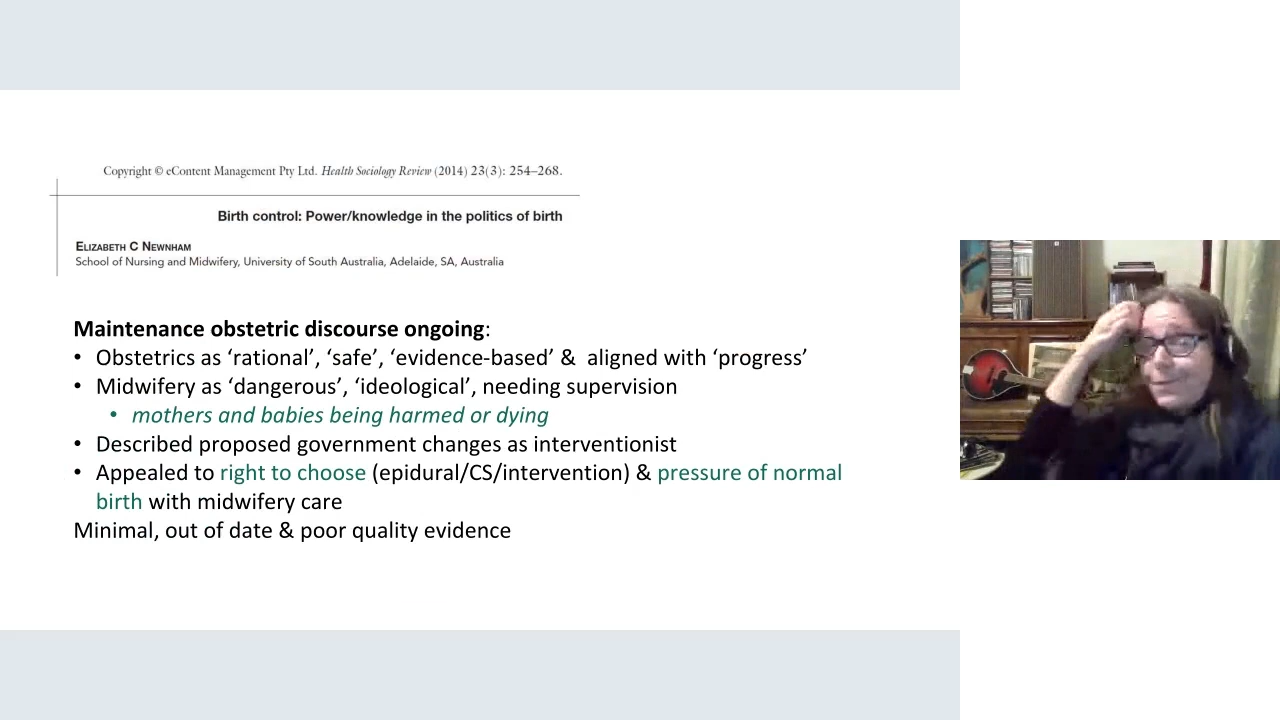 Copyright © eContent Management Pty Ltd. Health Sociology Review (2014) 23(3): 254–268.
Birth control: Power/knowledge in the politics of birth
Elizabeth C Newnham
School of Nursing and Midwifery, University of South Australia, Adelaide, SA, Australia
Maintenance obstetric discourse ongoing:
• Obstetrics as ‘rational’, ‘safe’, ‘evidence-based’ & aligned with ‘progress’
• Midwifery as ‘dangerous’, ‘ideological’, needing supervision
• mothers and babies being harmed or dying
• Described proposed government changes as interventionist
• Appealed to right to choose (epidural/CS/intervention) & pressure of normal
birth with midwifery care
Minimal, out of date & poor quality evidence